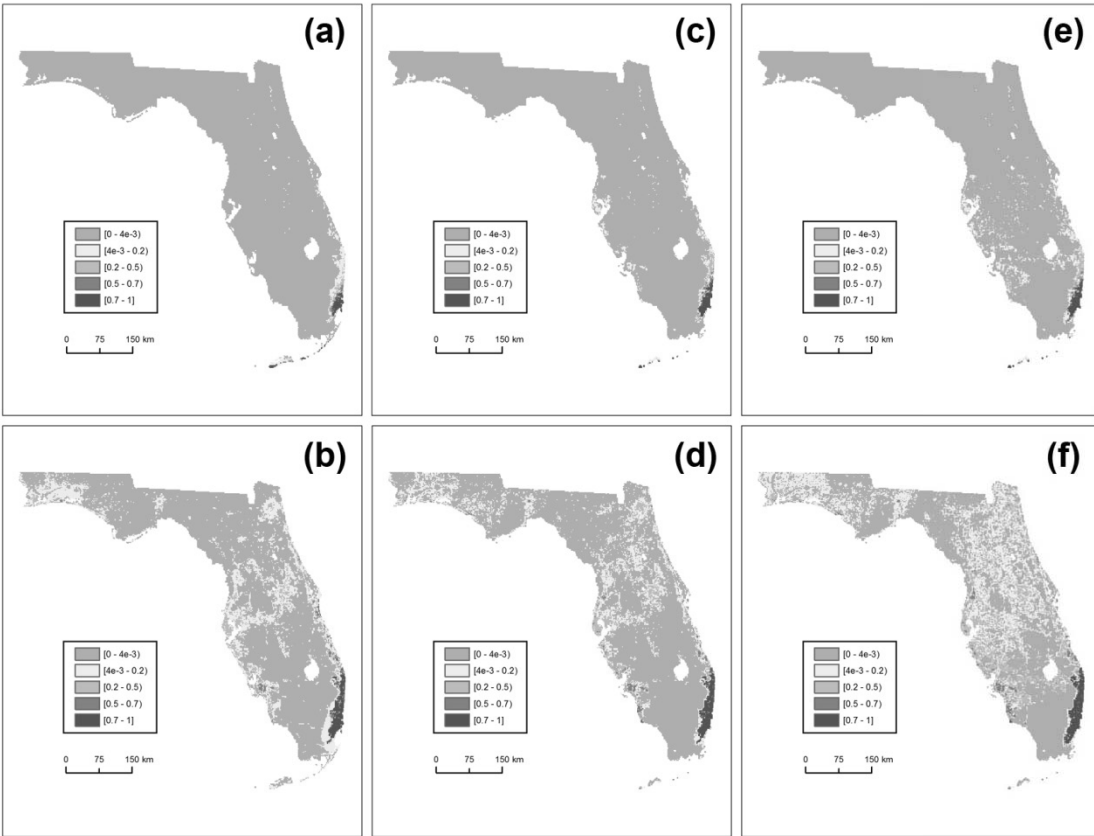 (a)
[0 - 4e-3)
[4e-3 - 0.2)
[0.2 - 0.5)
[0.5 - 0.7)
[0.7 - 1]
0 75 150 km
(c)
[0 - 4e-3)
[4e-3 - 0.2)
[0.2 - 0.5)
[0.5 - 0.7)
[0.7 - 1]
0 75 150 km
(e)
[0 - 4e-3)
[4e-3 - 0.2)
[0.2 - 0.5)
[0.5 - 0.7)
[0.7 - 1]
0 75 150 km
(b)
[0 - 4e-3)
[4e-3 - 0.2)
[0.2 - 0.5)
[0.5 - 0.7)
[0.7 - 1]
0 75 150 km
(d)
[0 - 4e-3)
[4e-3 - 0.2)
[0.2 - 0.5)
[0.5 - 0.7)
[0.7 - 1]
0 75 150 km
(f)
[0 - 4e-3)
[4e-3 - 0.2)
[0.2 - 0.5)
[0.5 - 0.7)
[0.7 - 1]
0 75 150 km